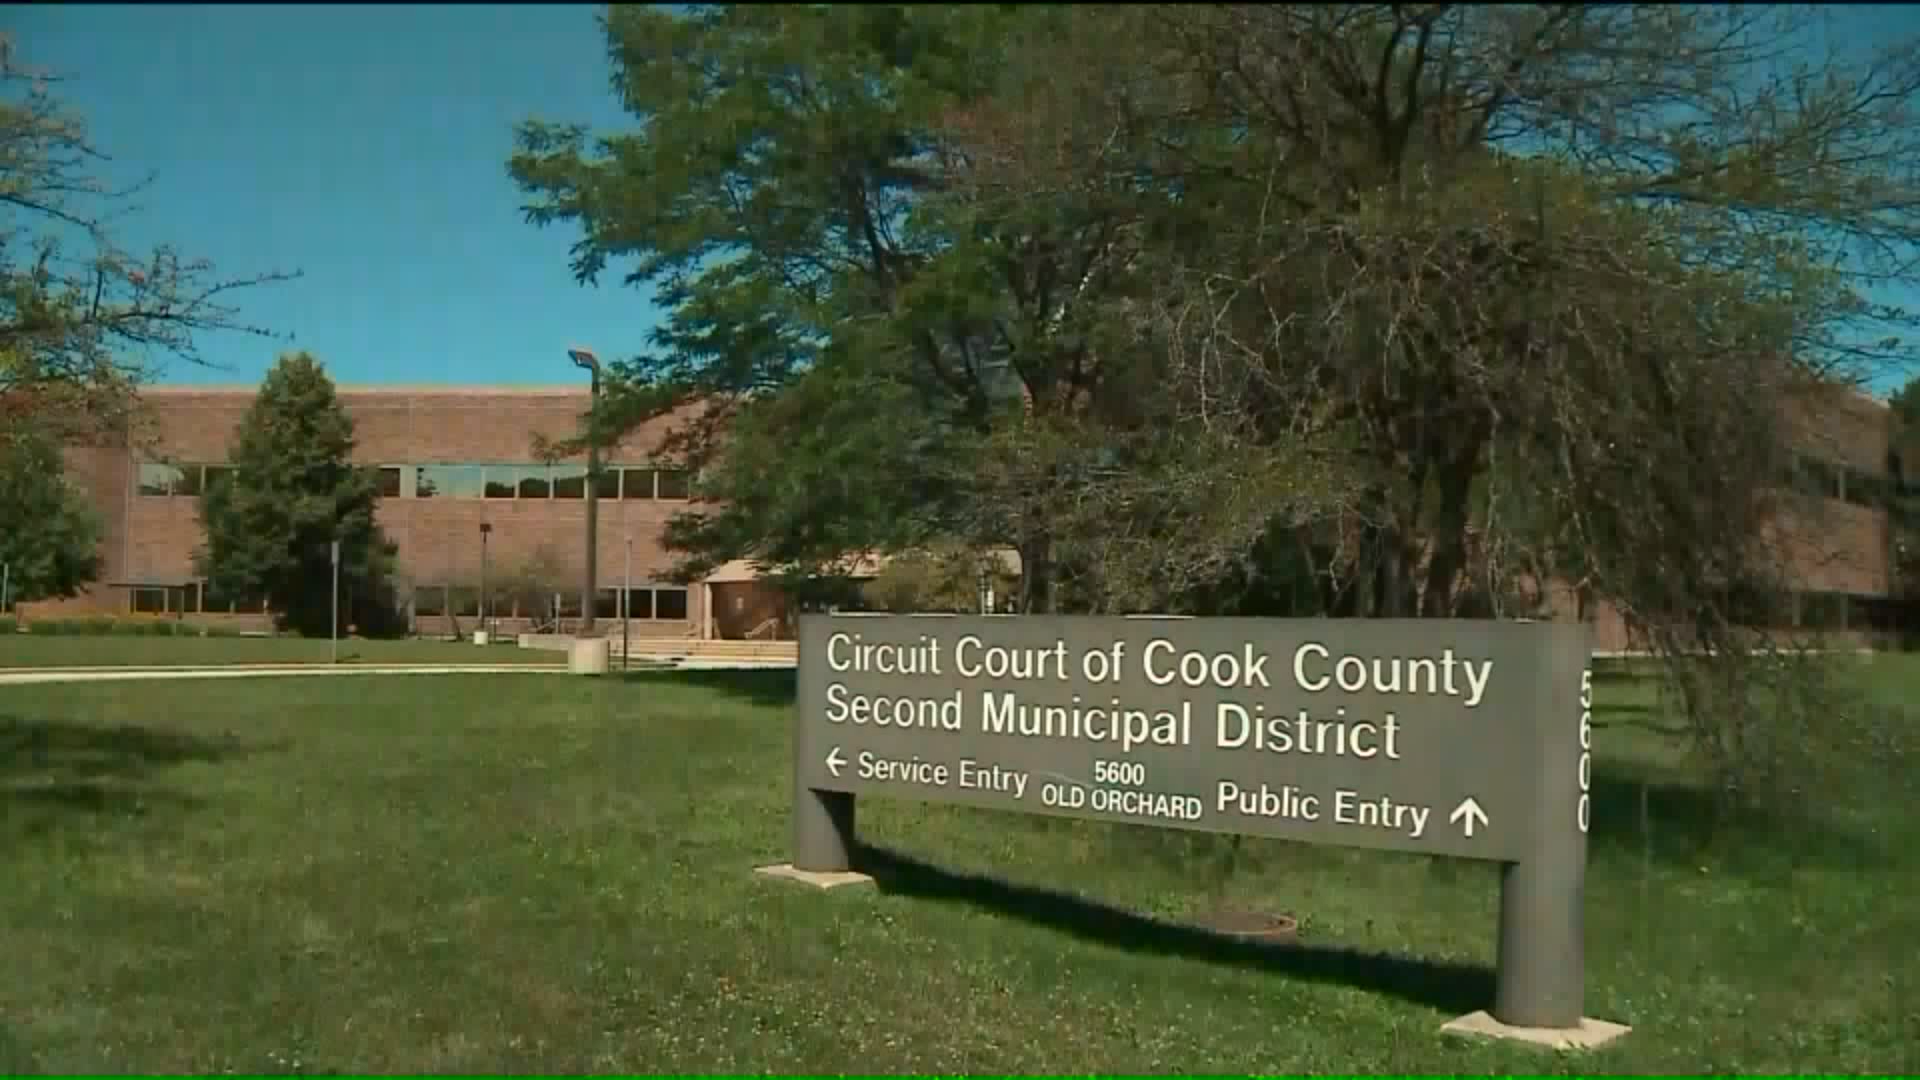 Circuit Court of Cook County
Second Municipal District
← Service Entry
5600
OLD ORCHARD
Public Entry ↑
5600